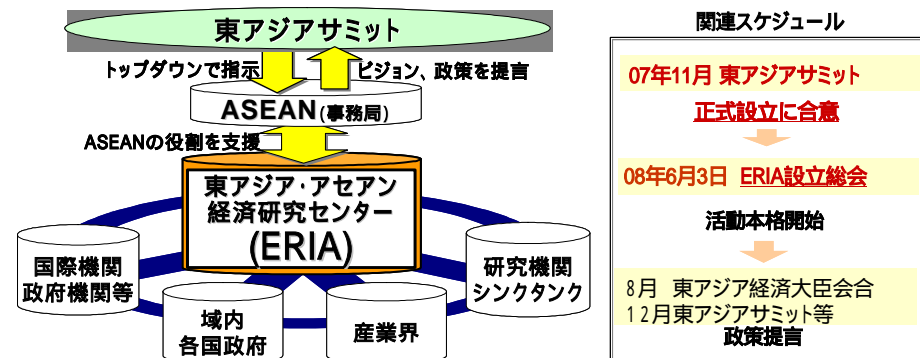 東アジアサミット
トップダウンで指示
ビジョン、政策を提言
ASEAN(事務局)
ASEANの役割を支援
東アジア・アセアン
経済研究センター
(ERIA)
国際機関
政府機関等
域内
各国政府
産業界
研究機関
シンクタンク
関連スケジュール
07年11月 東アジアサミット
正式設立に合意
08年6月3日 ERIA設立総会
活動本格開始
8月 東アジア経済大臣会合
12月東アジアサミット等
政策提言